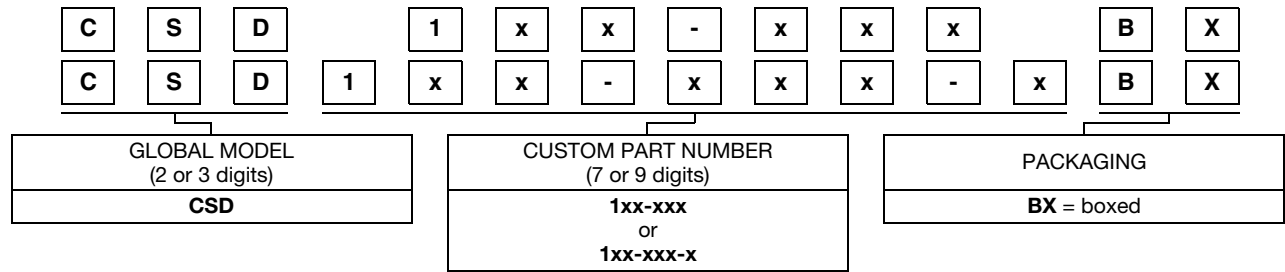 C S D 1 x x - x x x B X
C S D 1 x x - x x x - x B X
GLOBAL MODEL
(2 or 3 digits)
CSD
CUSTOM PART NUMBER
(7 or 9 digits)
1xx-xxx
or
1xx-xxx-x
PACKAGING
BX = boxed